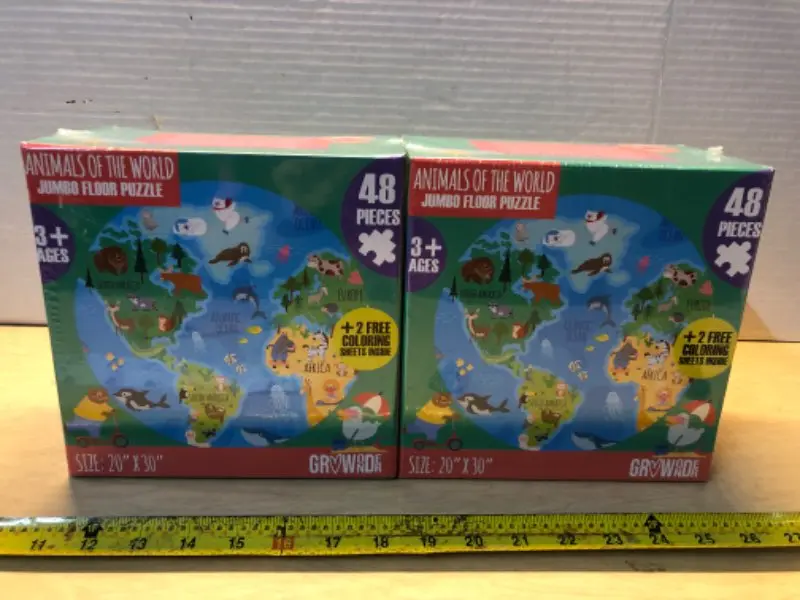 ANIMALS OF THE WORLD
JUMBO FLOOR PUZZLE
48
PIECES
3+
AGES
EUROPE
ATLANTIC
OCEAN
+ 2 FREE
COLORING
SHEETS INSIDE
AFRICA
SIZE: 20" X 30"
ANIMALS OF THE WORLD
JUMBO FLOOR PUZZLE
48
PIECES
3+
AGES
+ 2 FREE
COLORING
SHEETS INSIDE
AFRICA
SIZE: 20" X 30"
11 12 13 14 15 16 17 18 19 20 21 22 23 24 25 26 27